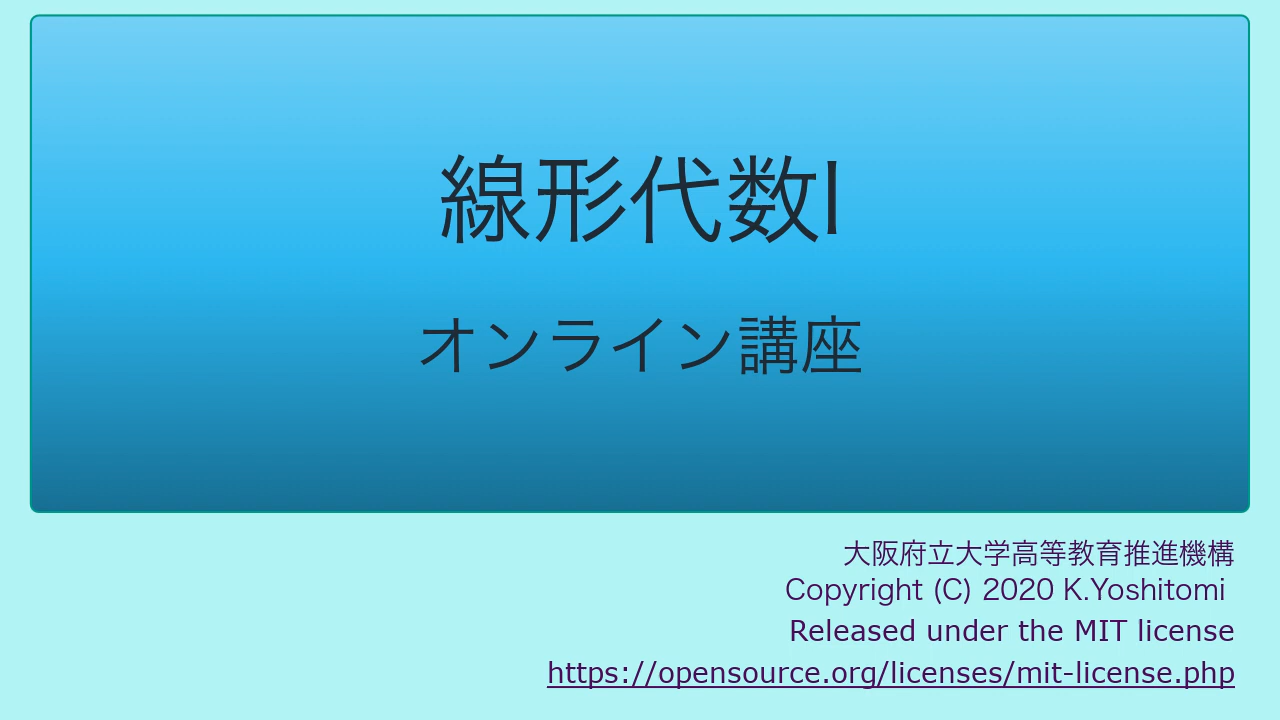 線形代数I
オンライン講座
大阪府立大学高等教育推進機構
Copyright (C) 2020 K.Yoshitomi
Released under the MIT license
https://opensource.org/licenses/mit-license.php